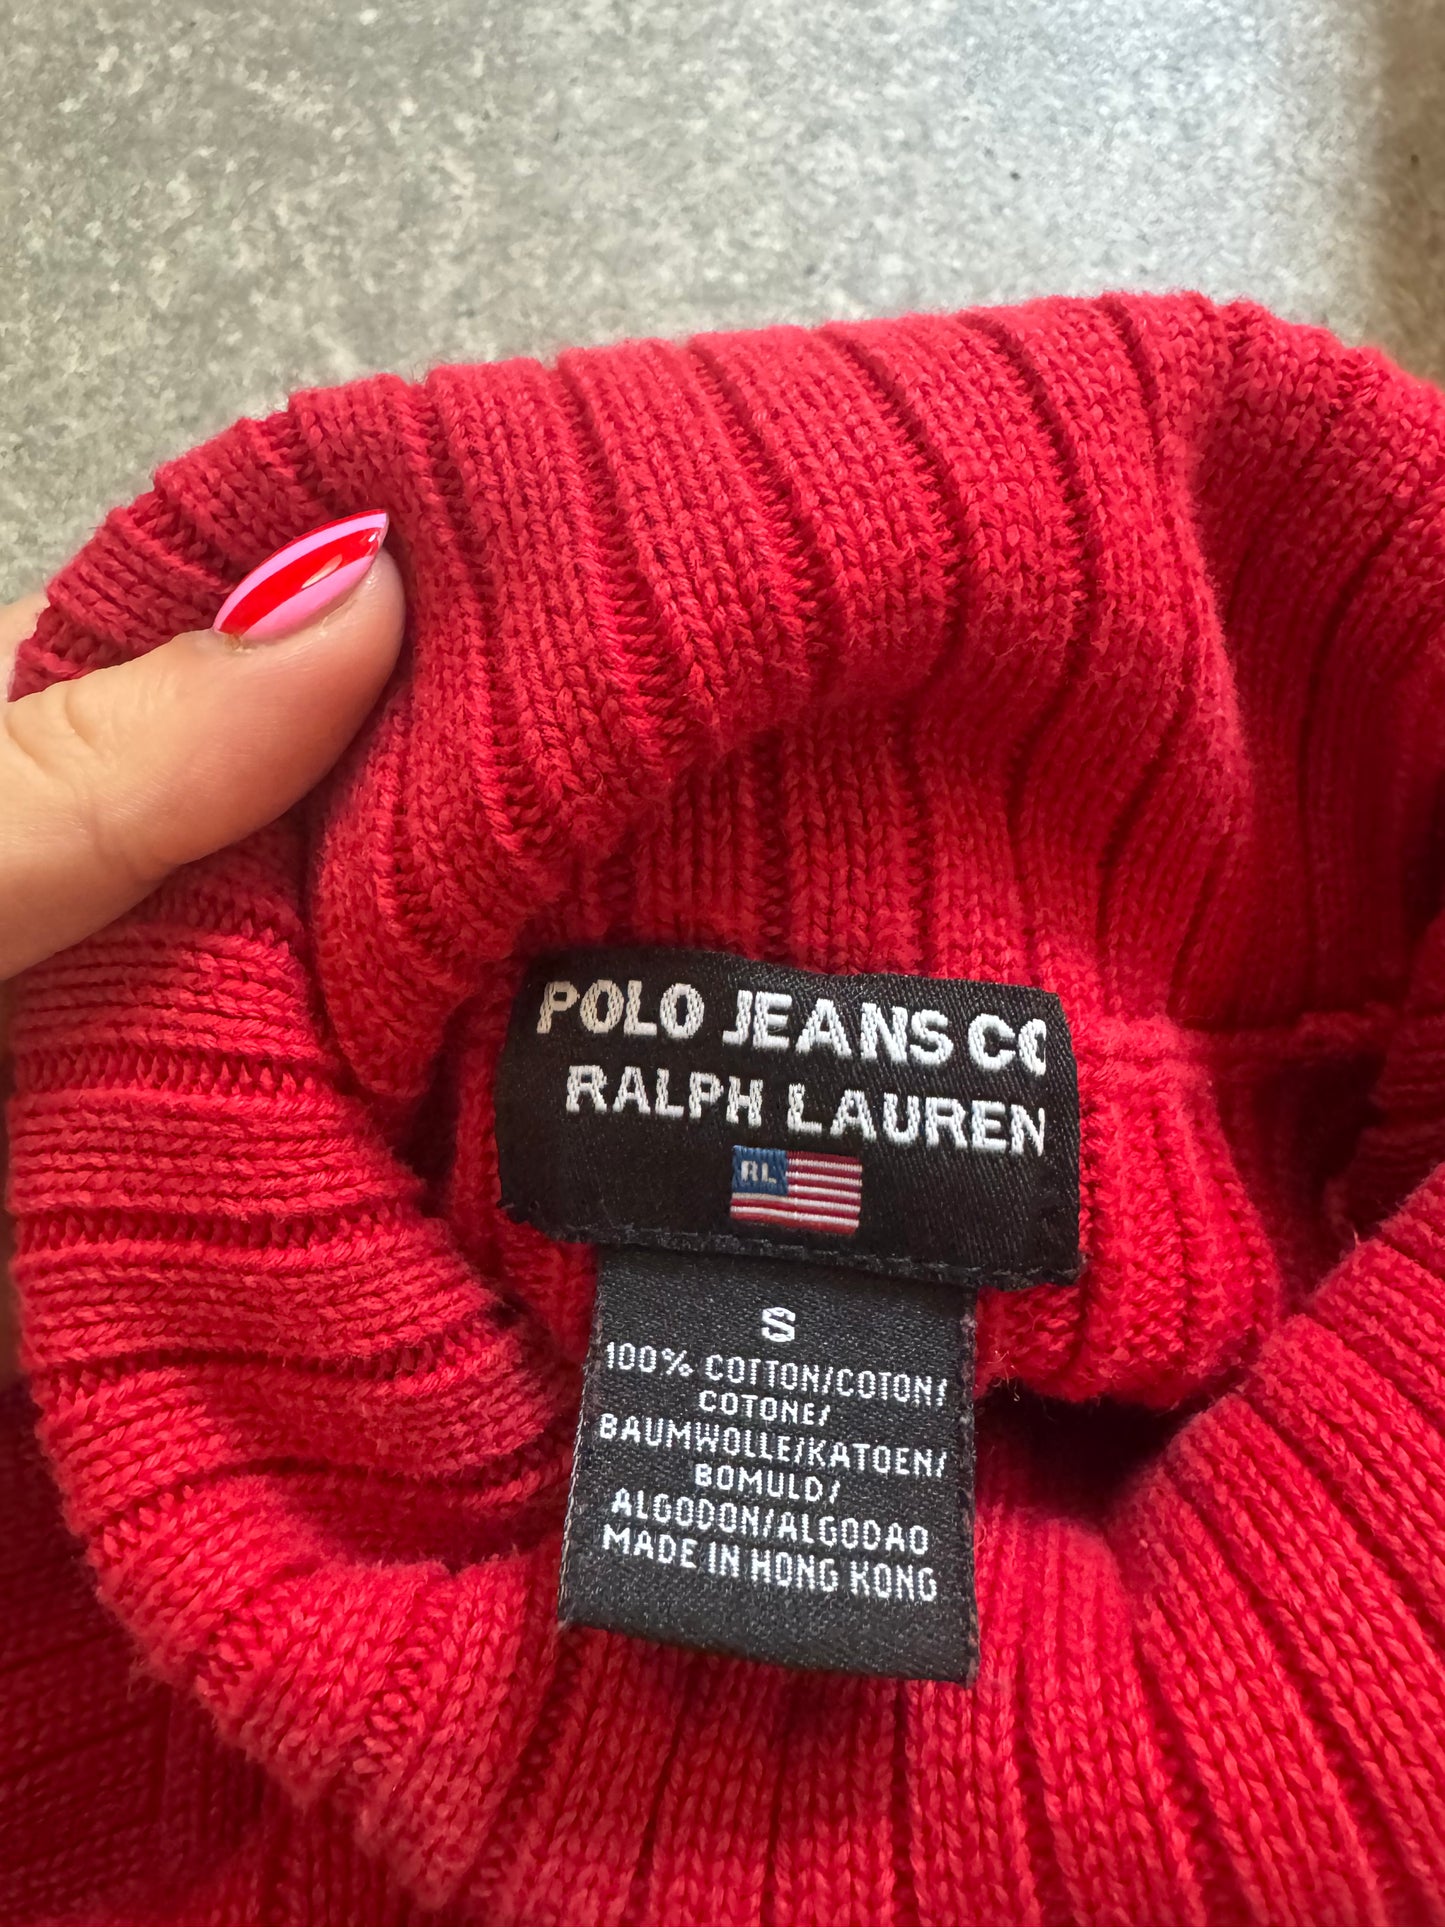 POLO JEANS CO
RALPH LAUREN
RL
S
100% COTTON/COTON/
COTONE/
BAUMWOLLE/KATOEN/
BOMULD/
ALGODON/ALGODAO
MADE IN HONG KONG